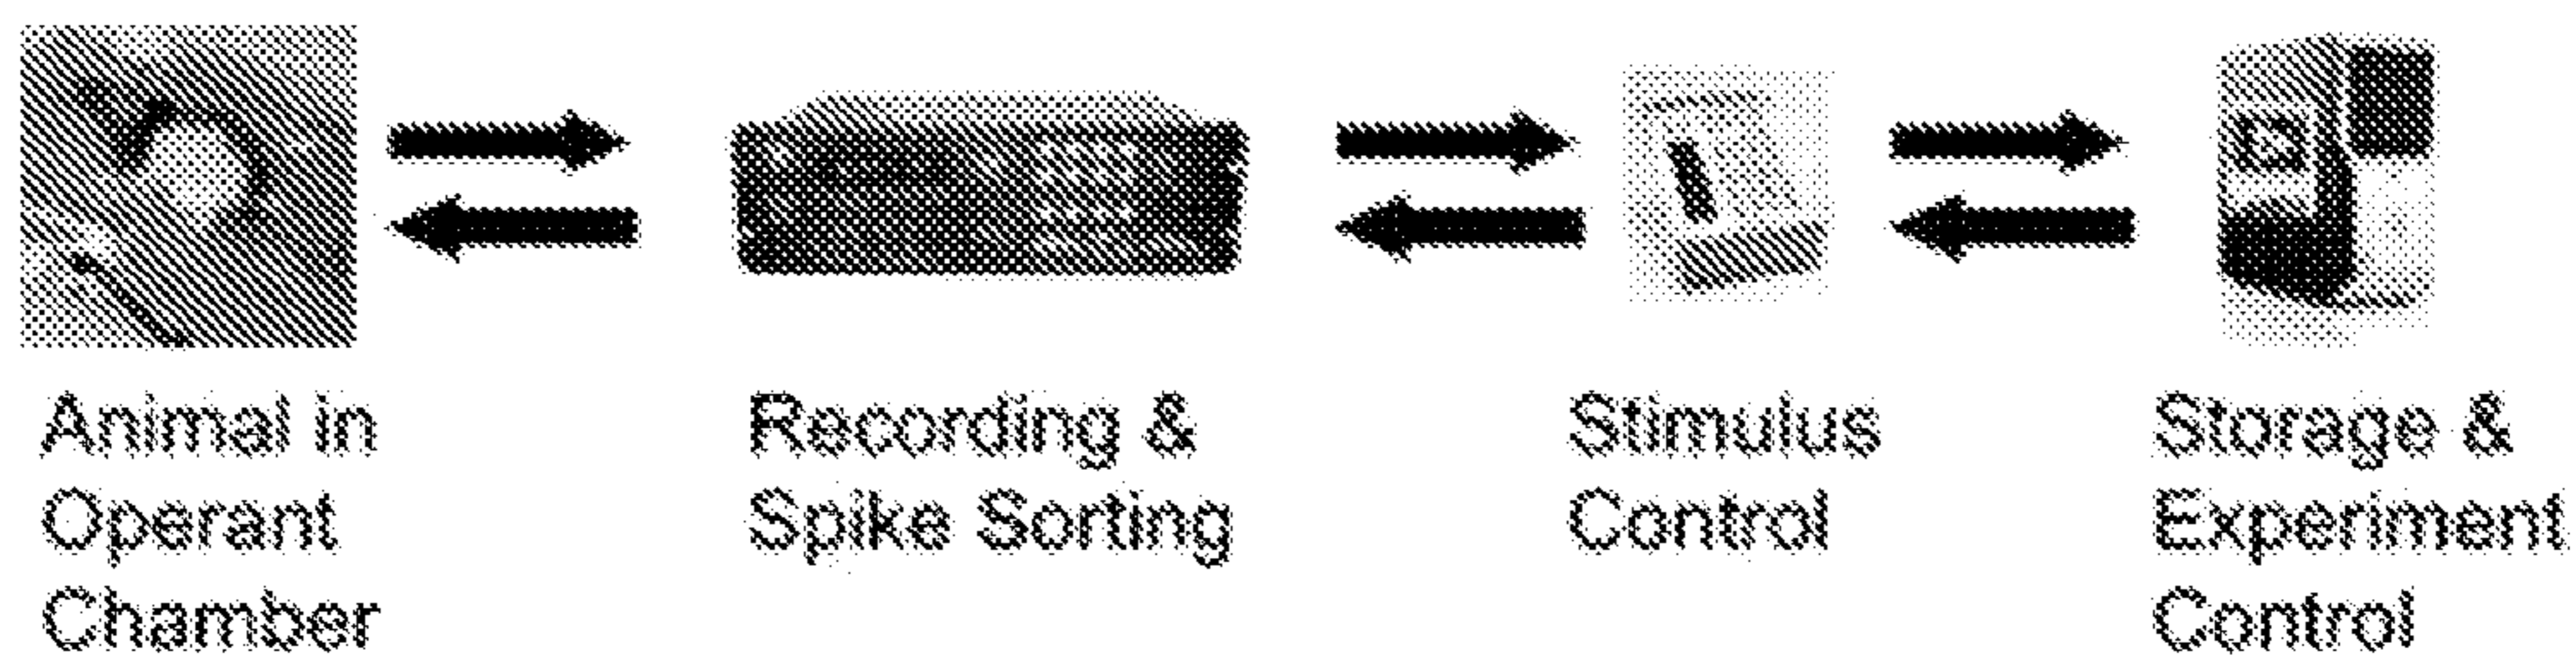 Animal in
Operant
Chamber
Recording &
Spike Sorting
Stimulus
Control
Storage &
Experiment
Control